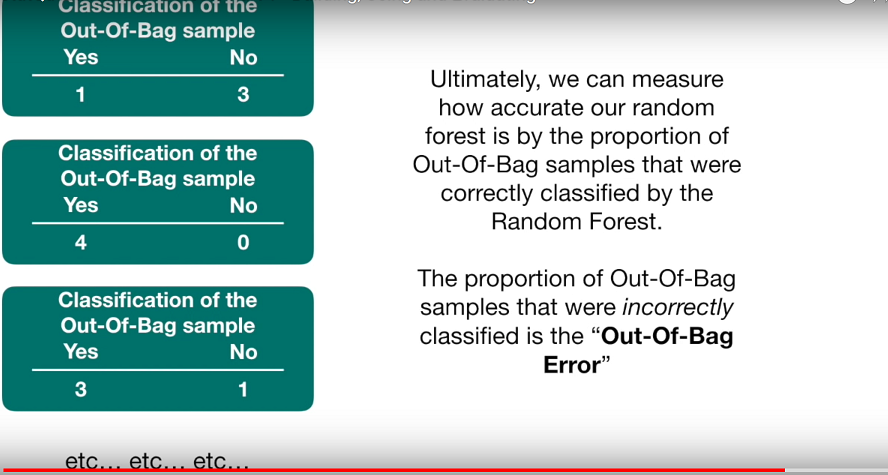 Classification of the
Out-Of-Bag sample
Yes No
1 3
Classification of the
Out-Of-Bag sample
Yes No
4 0
Classification of the
Out-Of-Bag sample
Yes No
3 1
etc... etc... etc...
Ultimately, we can measure
how accurate our random
forest is by the proportion of
Out-Of-Bag samples that were
correctly classified by the
Random Forest.
The proportion of Out-Of-Bag
samples that were incorrectly
classified is the “Out-Of-Bag
Error”